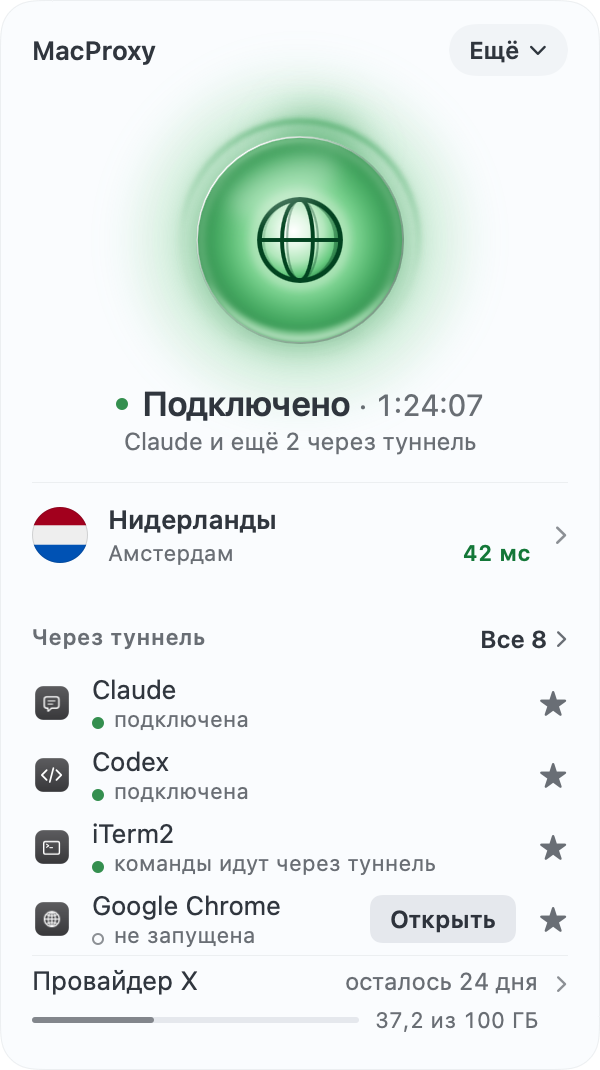 MacProxy
Ещё
Подключено · 1:24:07
Claude и ещё 2 через туннель
Нидерланды
Амстердам
42 мс
Через туннель
Все 8
Claude
подключена
Codex
подключена
iTerm2
команды идут через туннель
Google Chrome
не запущена
Открыть
Провайдер X
осталось 24 дня
37,2 из 100 ГБ